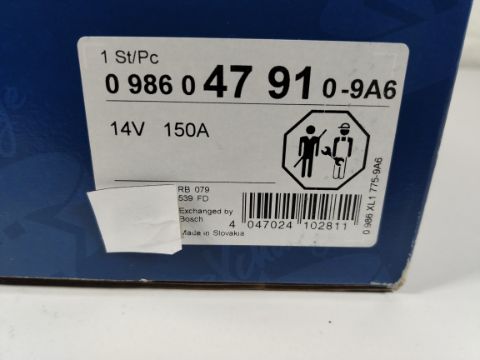 1 St/Pc
0 986 0 47 91 0 -9A6
14V 150A
RB 079
539 FD
Exchanged by
Bosch
Made in Slovakia
4 047024 102811
0 986 XL1 775-9A6